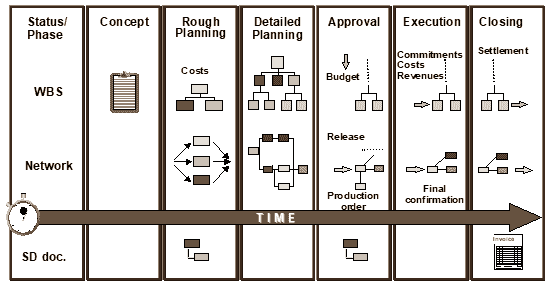 Status/
Phase
Concept
Rough
Planning
Detailed
Planning
Approval
Execution
Closing
WBS
Costs
Budget
Commitments
Costs
Revenues
Settlement
Network
Release
Production
order
Final
confirmation
TIME
SD doc.
Invoice